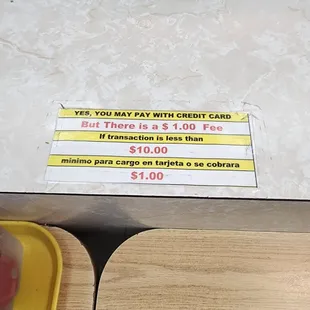 YES, YOU MAY PAY WITH CREDIT CARD
But There is a $ 1.00 Fee
If transaction is less than
$10.00
minimo para cargo en tarjeta o se cobrara
$1.00